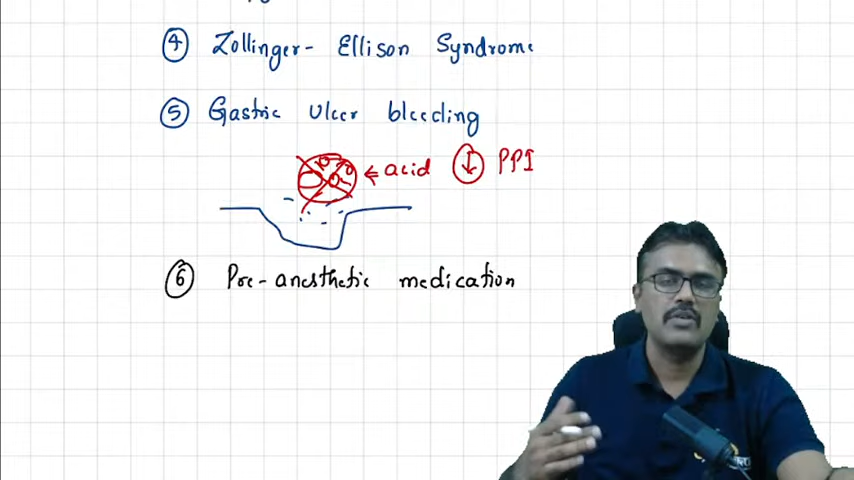 ④ Zollinger- Ellison Syndrome
⑤ Gastric Ulcer bleeding
← acid ↓ PPI
⑥ Pre-anesthetic medication